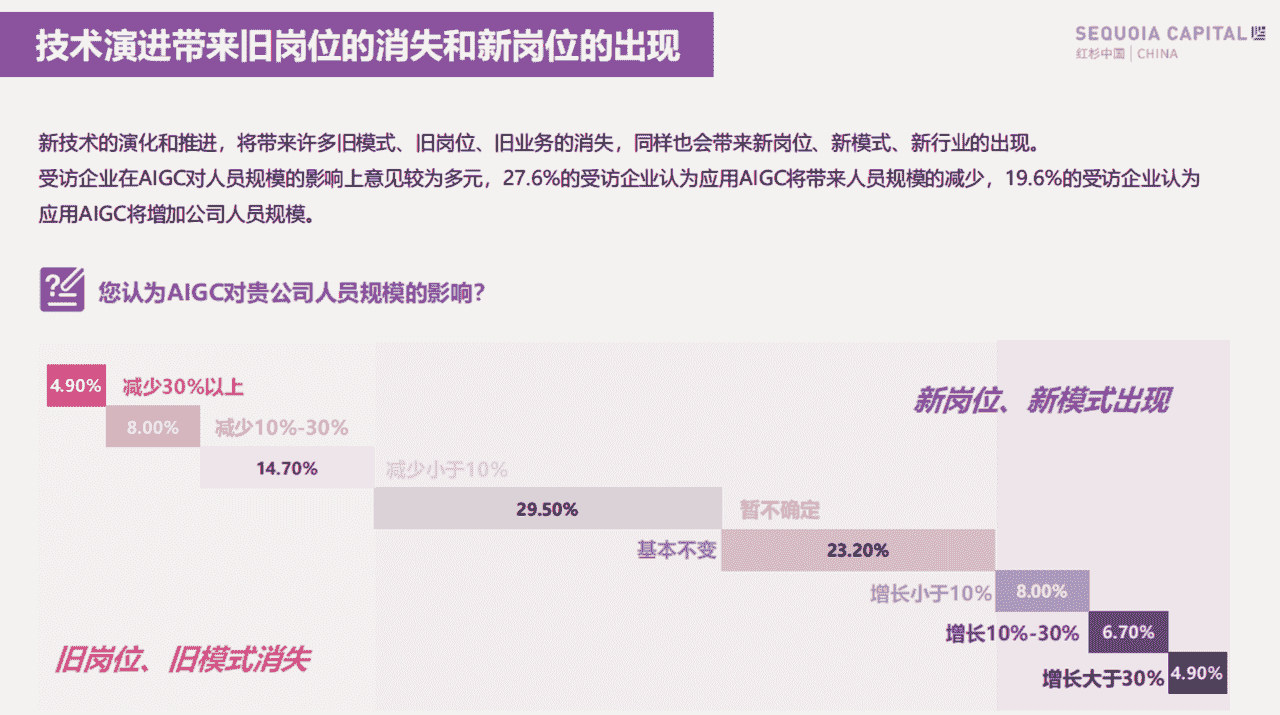 技术演进带来旧岗位的消失和新岗位的出现
SEQUOIA CAPITAL
红杉中国 | CHINA
新技术的演化和推进，将带来许多旧模式、旧岗位、旧业务的消失，同样也会带来新岗位、新模式、新行业的出现。
受访企业在AIGC对人员规模的影响上意见较为多元，27.6%的受访企业认为应用AIGC将带来人员规模的减少，19.6%的受访企业认为
应用AIGC将增加公司人员规模。
您认为AIGC对贵公司人员规模的影响?
4.90% 减少30%以上
新岗位、新模式出现
8.00% 减少10%-30%
14.70% 减少小于10%
29.50% 暂不确定
基本不变 23.20%
增长小于10% 8.00%
增长10%-30% 6.70%
旧岗位、旧模式消失
增长大于30% 4.90%